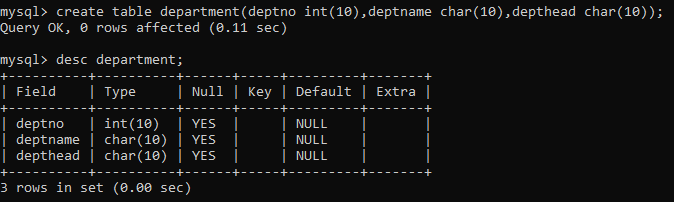 mysql> create table department(deptno int(10),deptname char(10),depthead char(10));
Query OK, 0 rows affected (0.11 sec)
mysql> desc department;
+----------+----------+------+-----+---------+-------+
| Field    | Type     | Null | Key | Default | Extra |
+----------+----------+------+-----+---------+-------+
| deptno   | int(10)  | YES  |     | NULL    |       |
| deptname | char(10) | YES  |     | NULL    |       |
| depthead | char(10) | YES  |     | NULL    |       |
+----------+----------+------+-----+---------+-------+
3 rows in set (0.00 sec)